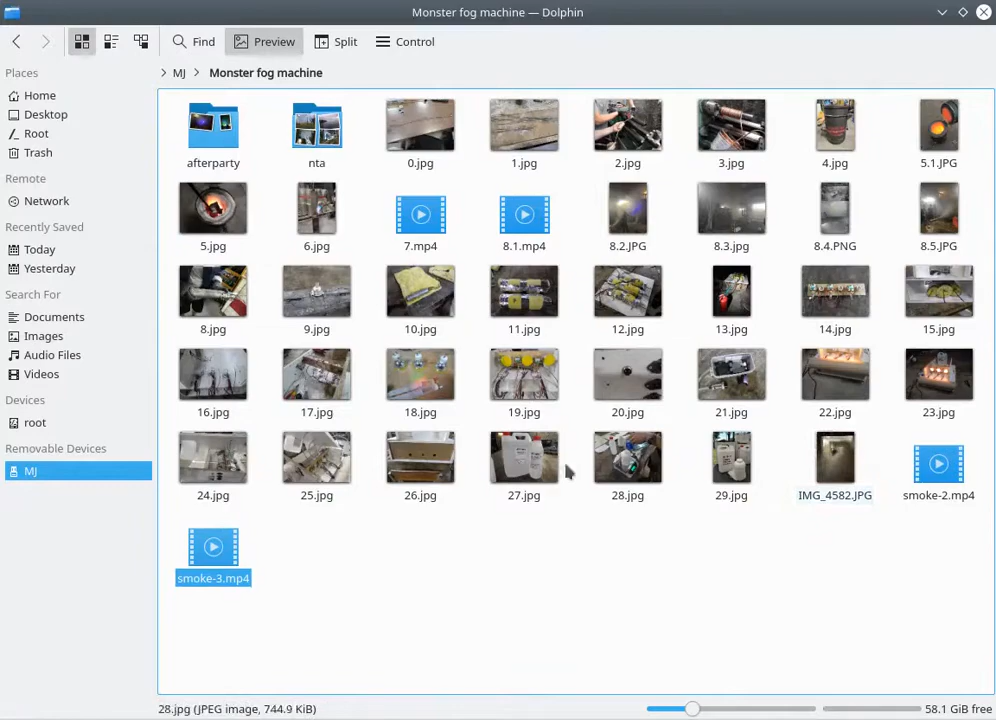 Monster fog machine — Dolphin
Find
Preview
Split
Control
Places
MJ
Monster fog machine
Home
Desktop
Root
Trash
Remote
Network
Recently Saved
Today
Yesterday
Search For
Documents
Images
Audio Files
Videos
Devices
root
Removable Devices
MJ
afterparty
nta
0.jpg
1.jpg
2.jpg
3.jpg
4.jpg
5.1.JPG
5.jpg
6.jpg
7.mp4
8.1.mp4
8.2.JPG
8.3.jpg
8.4.PNG
8.5.JPG
8.jpg
9.jpg
10.jpg
11.jpg
12.jpg
13.jpg
14.jpg
15.jpg
16.jpg
17.jpg
18.jpg
19.jpg
20.jpg
21.jpg
22.jpg
23.jpg
24.jpg
25.jpg
26.jpg
27.jpg
28.jpg
29.jpg
IMG_4582.JPG
smoke-2.mp4
smoke-3.mp4
28.jpg (JPEG image, 744.9 KiB)
58.1 GiB free